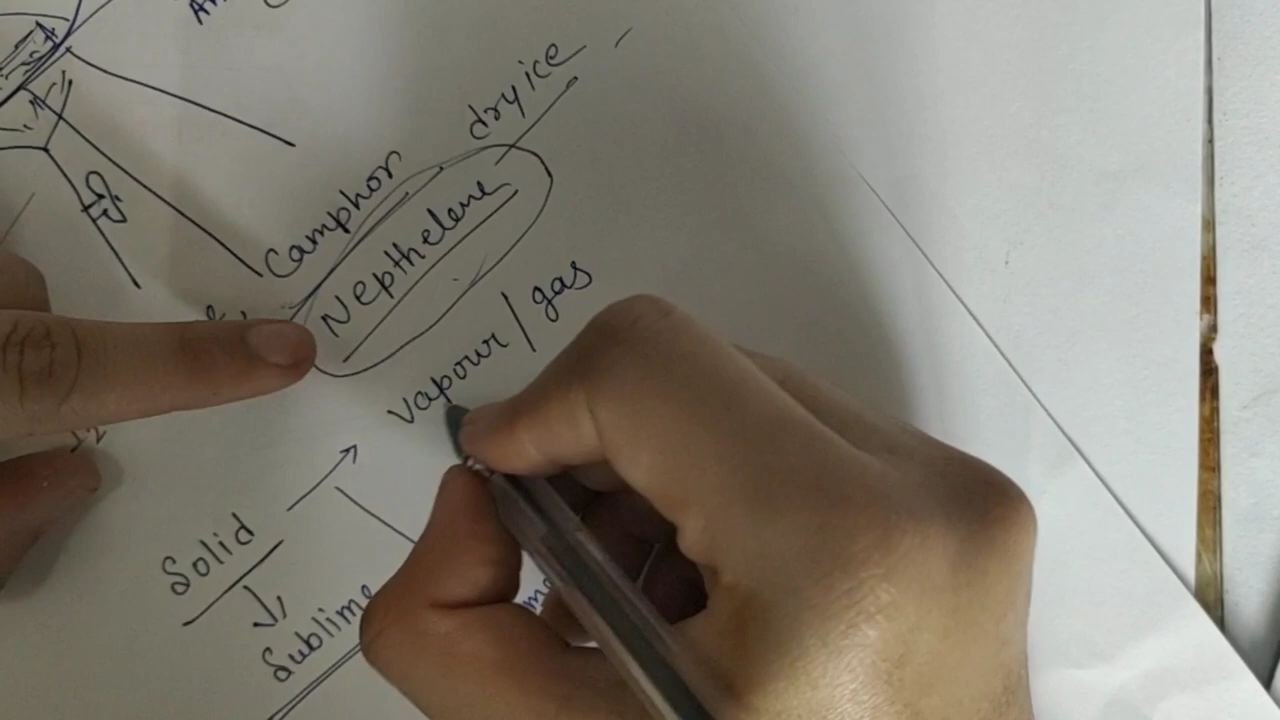 dry ice
Camphor
Nepthelene
vapour / gas
Solid
Sublime